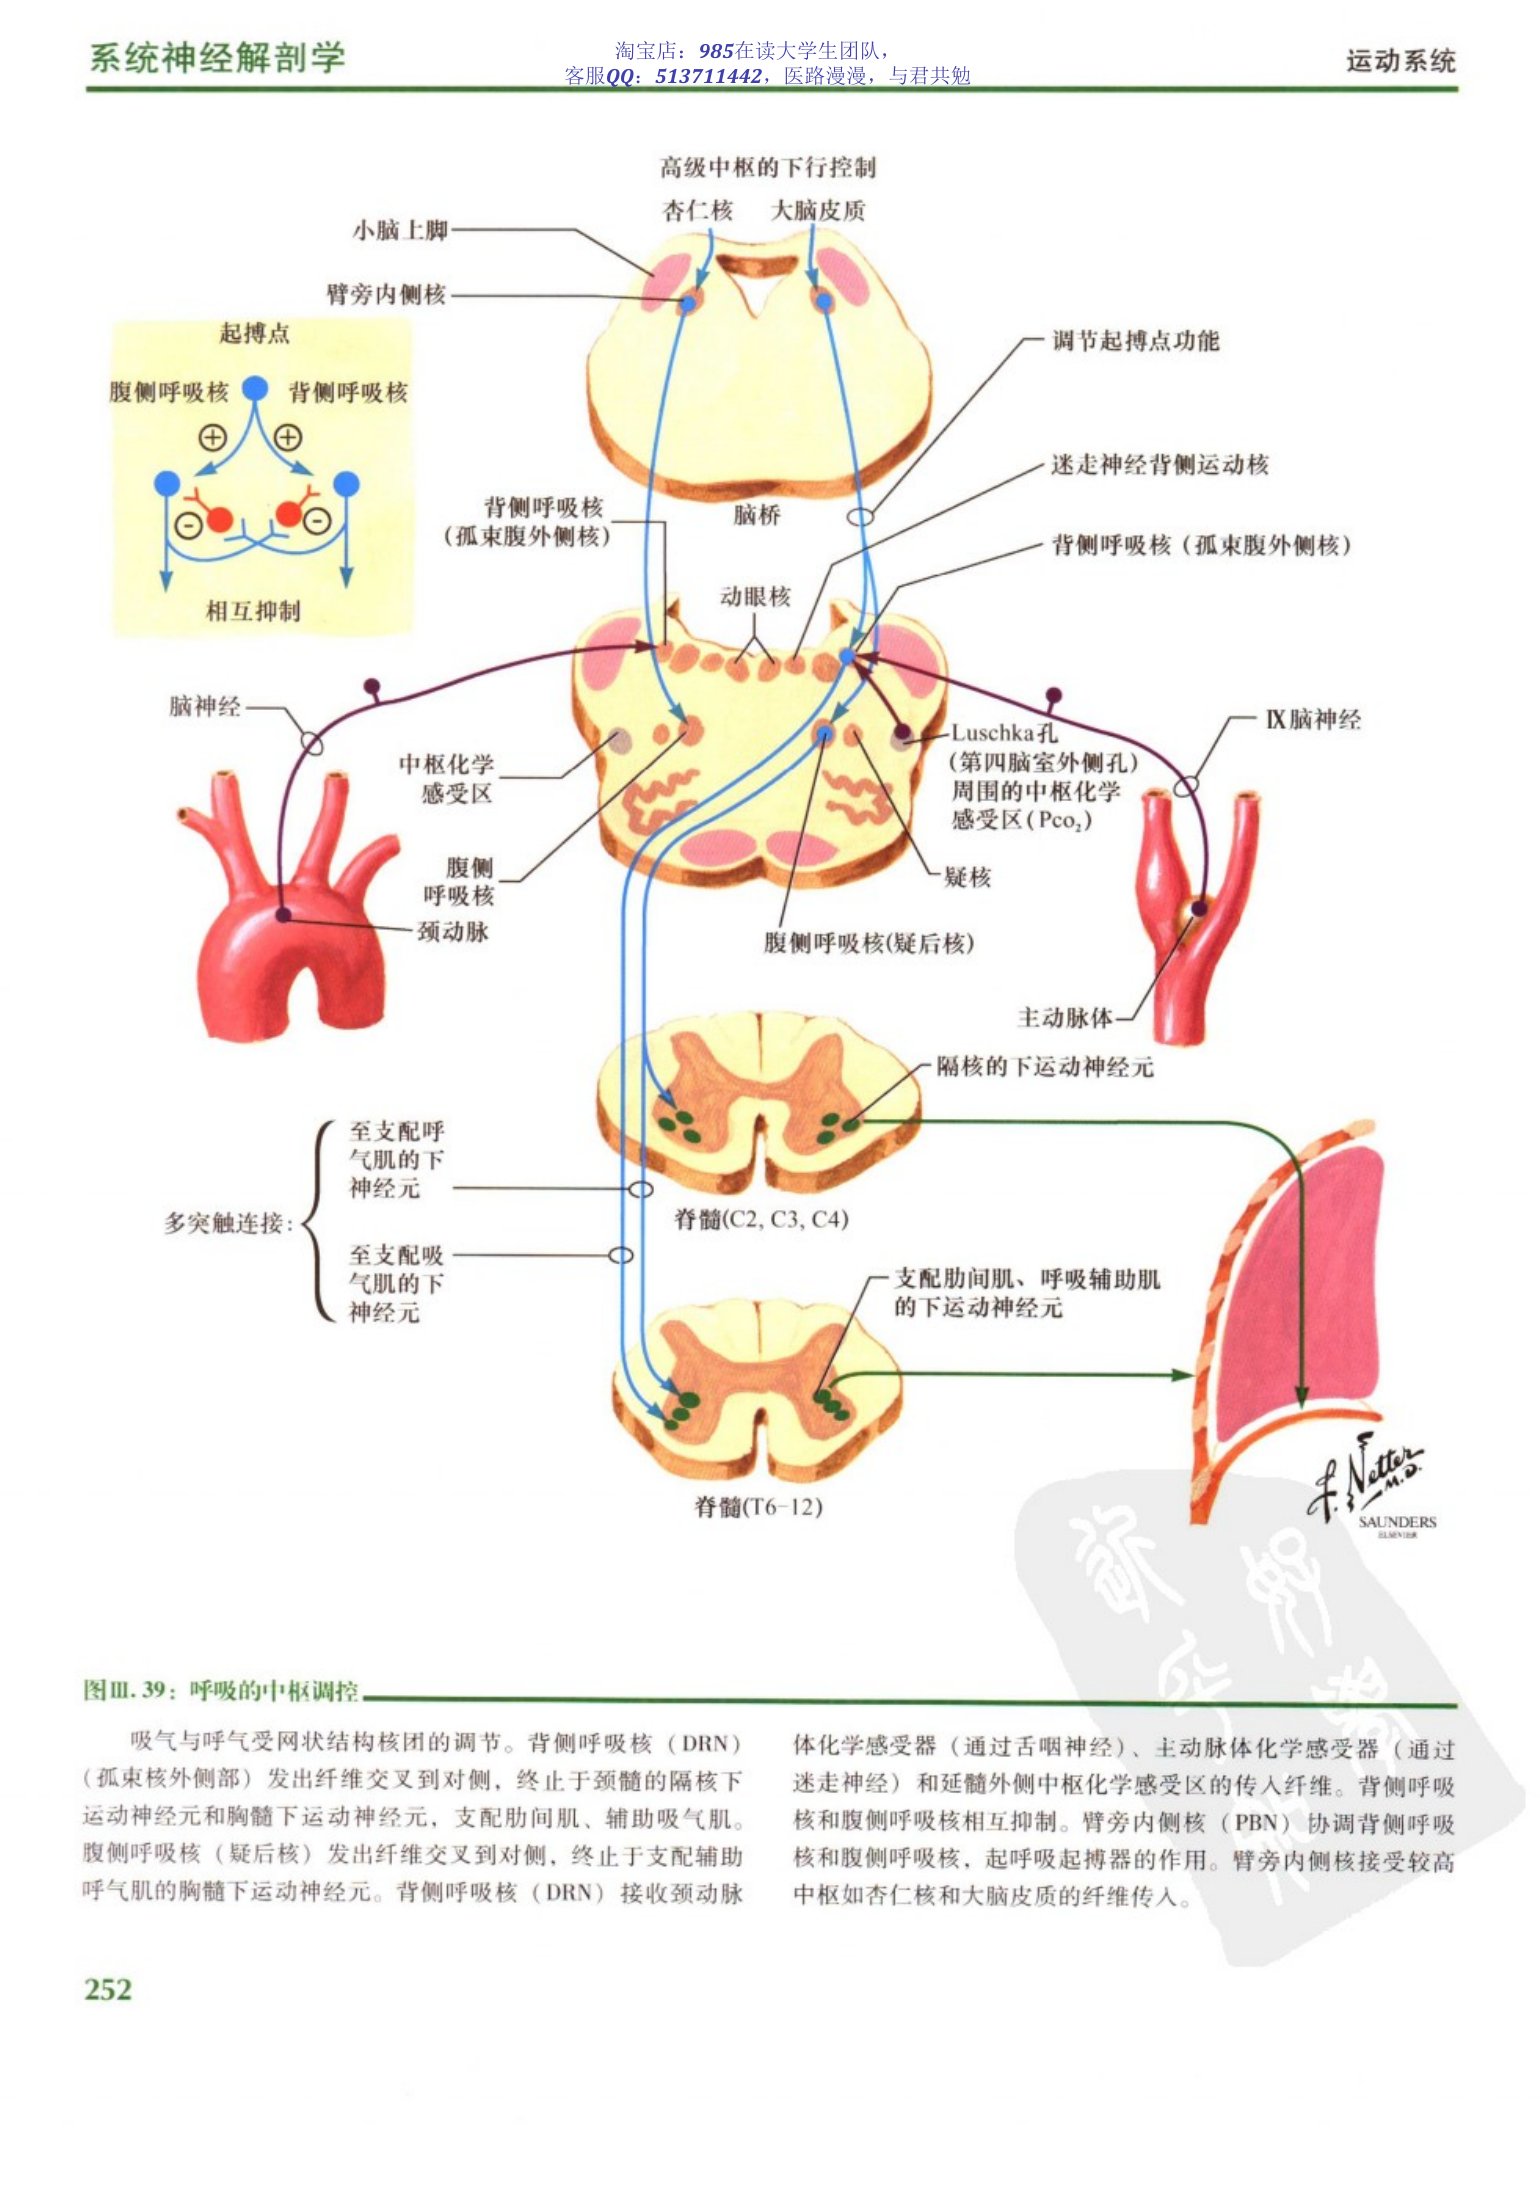 系统神经解剖学
淘宝店：985在读大学生团队，
客服QQ：513711442，医路漫漫，与君共勉
运动系统
高级中枢的下行控制
杏仁核
大脑皮质
小脑上脚
臂旁内侧核
起搏点
腹侧呼吸核
背侧呼吸核
相互抑制
调节起搏点功能
迷走神经背侧运动核
背侧呼吸核
(孤束腹外侧核)
脑桥
背侧呼吸核（孤束腹外侧核）
动眼核
脑神经
Ⅸ脑神经
中枢化学
感受区
Luschka孔
(第四脑室外侧孔)
周围的中枢化学
感受区(Pco₂)
腹侧
呼吸核
疑核
颈动脉
腹侧呼吸核(疑后核)
主动脉体
隔核的下运动神经元
至支配呼
气肌的下
神经元
多突触连接:
脊髓(C2, C3, C4)
至支配吸
气肌的下
神经元
支配肋间肌、呼吸辅助肌
的下运动神经元
脊髓(T6-12)
F. Netter
M.D.
SAUNDERS
ELSEVIER
图Ⅲ. 39：呼吸的中枢调控
吸气与呼气受网状结构核团的调节。背侧呼吸核（DRN）
（孤束核外侧部）发出纤维交叉到对侧，终止于颈髓的隔核下
运动神经元和胸髓下运动神经元，支配肋间肌、辅助吸气肌。
腹侧呼吸核（疑后核）发出纤维交叉到对侧，终止于支配辅助
呼气肌的胸髓下运动神经元。背侧呼吸核（DRN）接收颈动脉
体化学感受器（通过舌咽神经）、主动脉体化学感受器（通过
迷走神经）和延髓外侧中枢化学感受区的传入纤维。背侧呼吸
核和腹侧呼吸核相互抑制。臂旁内侧核（PBN）协调背侧呼吸
核和腹侧呼吸核，起呼吸起搏器的作用。臂旁内侧核接受较高
中枢如杏仁核和大脑皮质的纤维传入。
252